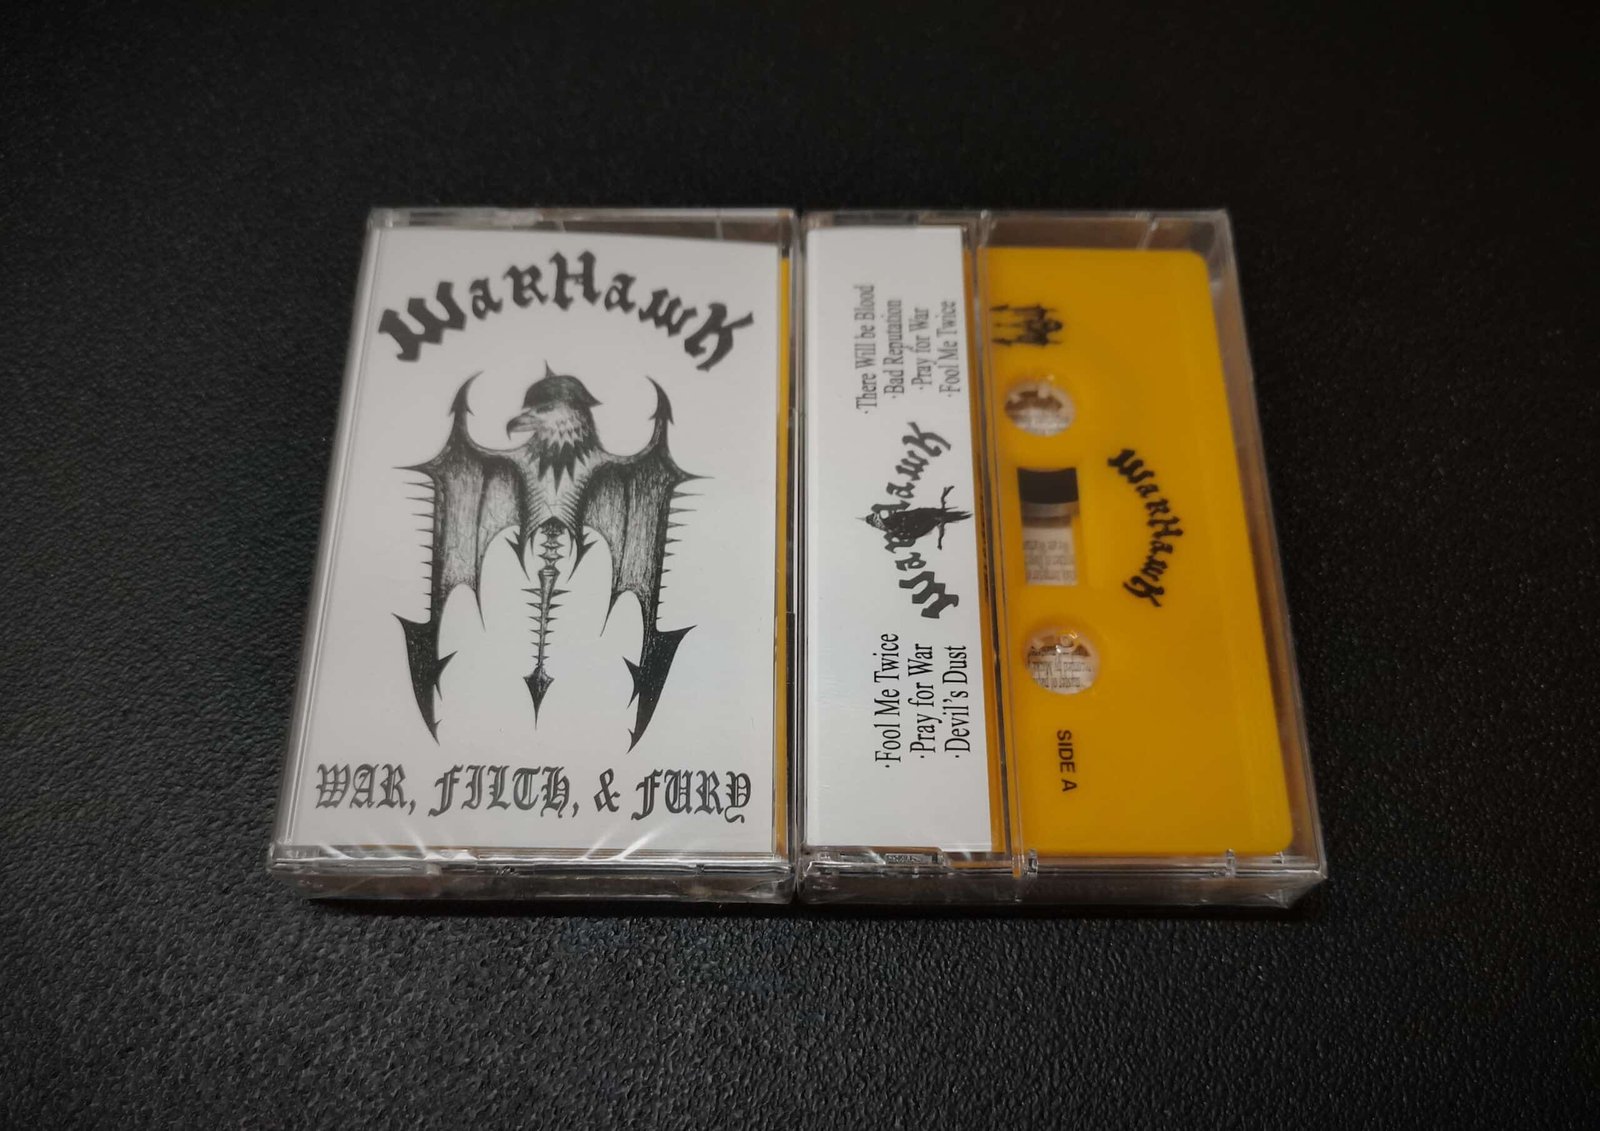 WarHawk
WAR, FILTH, & FURY
·There Will be Blood
·Bad Reputation
·Pray for War
·Fool Me Twice
WarHawk
·Fool Me Twice
·Pray for War
·Devil's Dust
WarHawk
SIDE A